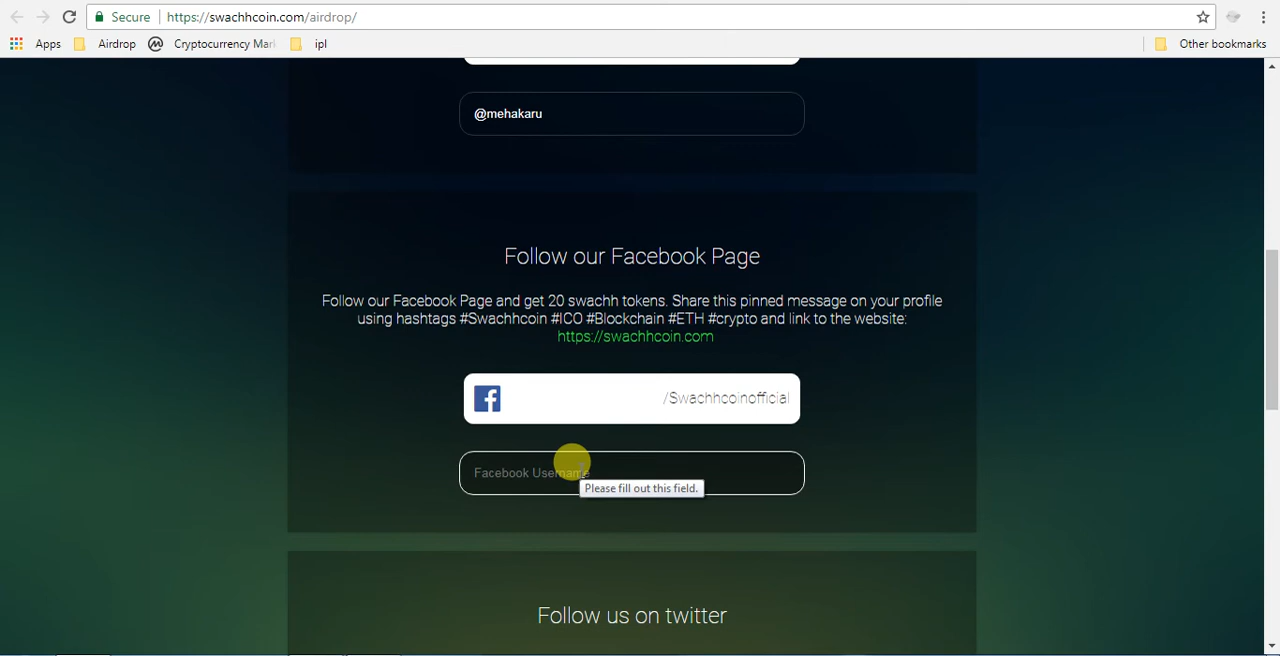 Secure
https://swachhcoin.com/airdrop/
Apps
Airdrop
Cryptocurrency Mar
ipl
Other bookmarks
@mehakaru
Follow our Facebook Page
Follow our Facebook Page and get 20 swachh tokens. Share this pinned message on your profile
using hashtags #Swachhcoin #ICO #Blockchain #ETH #crypto and link to the website:
https://swachhcoin.com
/Swachhcoinofficial
Facebook Username
Please fill out this field.
Follow us on twitter